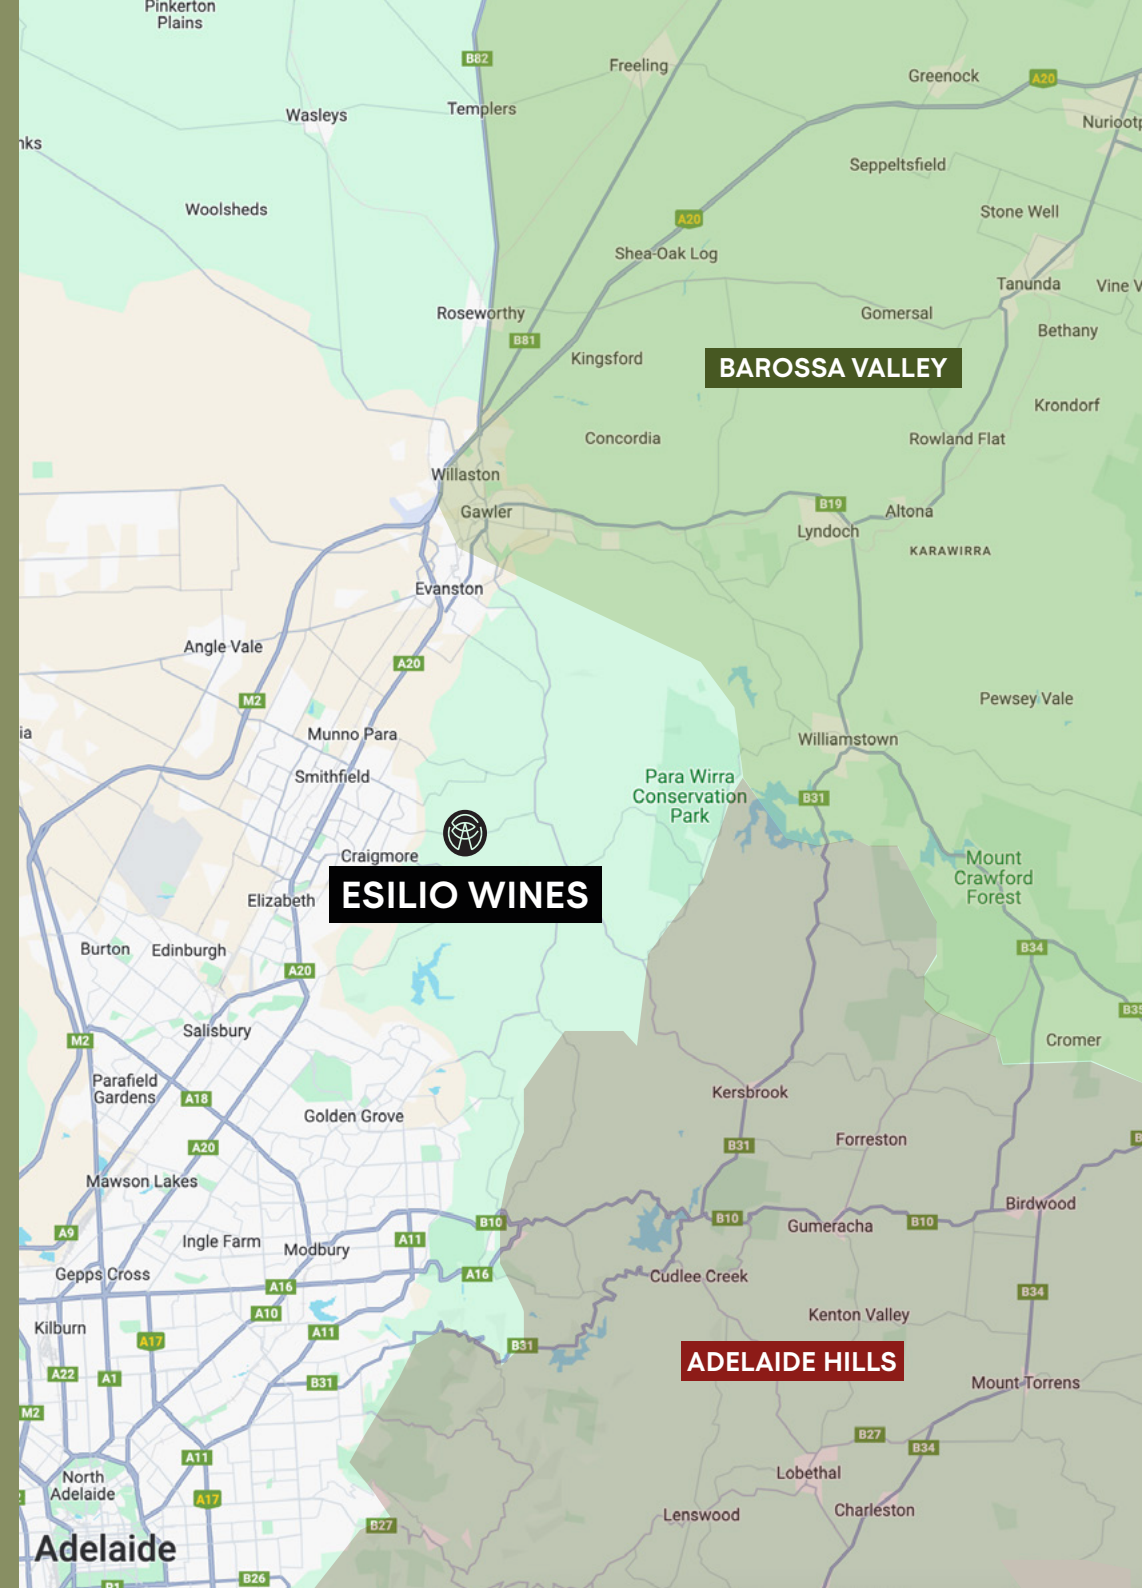 Pinkerton
Plains
B82
Freeling
Greenock
A20
Templers
Wasleys
Seppeltsfield
Woolsheds
Stone Well
A20
Shea-Oak Log
Tanunda
Roseworthy
Gomersal
Bethany
B81
Kingsford
BAROSSA VALLEY
Krondorf
Concordia
Rowland Flat
Willaston
B19
Gawler
Altona
Lyndoch
KARAWIRRA
Evanston
Angle Vale
A20
M2
Pewsey Vale
Munno Para
Williamstown
Smithfield
Para Wirra
Conservation
Park
B31
Craigmore
Mount
Crawford
Forest
ESILIO WINES
Elizabeth
Burton
Edinburgh
B34
A20
Salisbury
M2
Cromer
Parafield
Gardens
A18
Kersbrook
Golden Grove
A20
B31
Forreston
Mawson Lakes
Birdwood
B10
B10
Gumeracha
B10
A9
Ingle Farm
Modbury
A11
Gepps Cross
A16
Cudlee Creek
A16
B34
A10
Kenton Valley
Kilburn
A11
A17
B31
ADELAIDE HILLS
A22
A1
B31
Mount Torrens
M2
B27
B34
A11
North
Adelaide
Lobethal
A17
Charleston
Lenswood
B27
Adelaide
B26